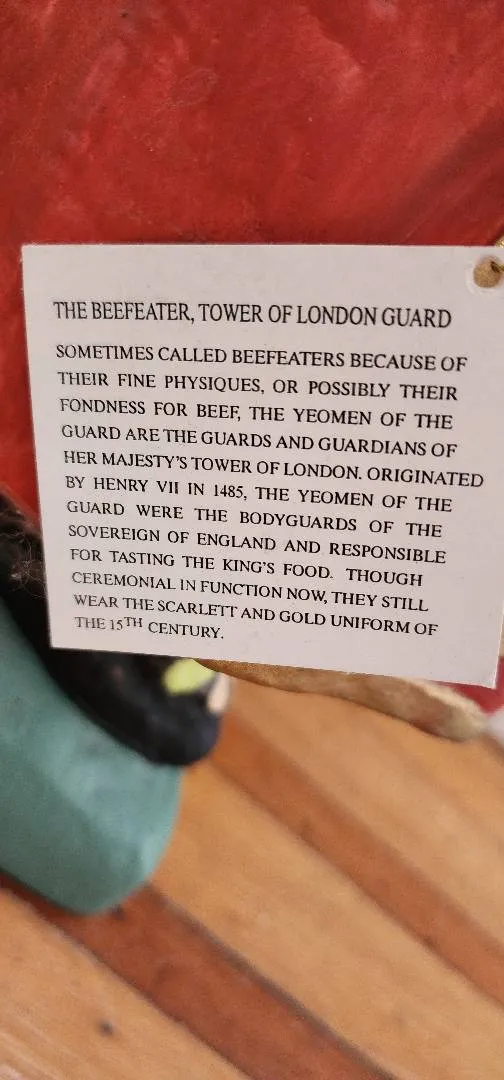 THE BEEFEATER, TOWER OF LONDON GUARD
SOMETIMES CALLED BEEFEATERS BECAUSE OF
THEIR FINE PHYSIQUES, OR POSSIBLY THEIR
FONDNESS FOR BEEF, THE YEOMEN OF THE
GUARD ARE THE GUARDS AND GUARDIANS OF
HER MAJESTY'S TOWER OF LONDON. ORIGINATED
BY HENRY VII IN 1485, THE YEOMEN OF THE
GUARD WERE THE BODYGUARDS OF THE
SOVEREIGN OF ENGLAND AND RESPONSIBLE
FOR TASTING THE KING'S FOOD. THOUGH
CEREMONIAL IN FUNCTION NOW, THEY STILL
WEAR THE SCARLETT AND GOLD UNIFORM OF
THE 15TH CENTURY.